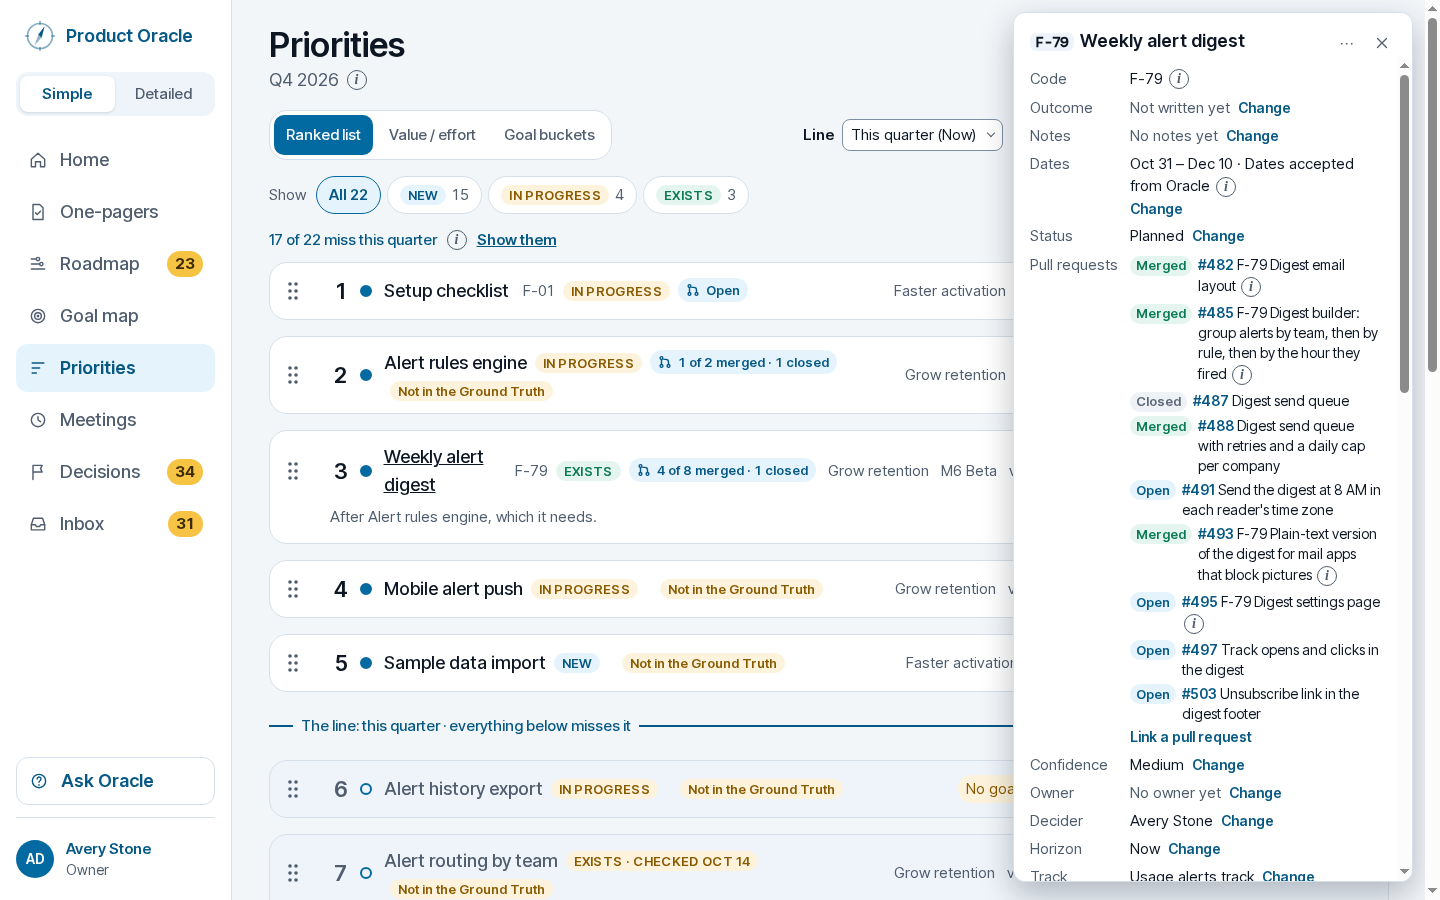 Product Oracle
Simple
Detailed
Home
One-pagers
Roadmap 23
Goal map
Priorities
Meetings
Decisions 34
Inbox 31
Ask Oracle
AD
Avery Stone
Owner
Priorities
Q4 2026 i
Ranked list
Value / effort
Goal buckets
Line
This quarter (Now)
Show
All 22
NEW 15
IN PROGRESS 4
EXISTS 3
17 of 22 miss this quarter i Show them
1 Setup checklist F-01 IN PROGRESS Open Faster activation
2 Alert rules engine IN PROGRESS 1 of 2 merged · 1 closed Grow retention
Not in the Ground Truth
3 Weekly alert
digest
F-79 EXISTS 4 of 8 merged · 1 closed Grow retention M6 Beta
After Alert rules engine, which it needs.
4 Mobile alert push IN PROGRESS Not in the Ground Truth Grow retention
5 Sample data import NEW Not in the Ground Truth Faster activation
The line: this quarter · everything below misses it
6 Alert history export IN PROGRESS Not in the Ground Truth No goa
7 Alert routing by team EXISTS · CHECKED OCT 14 Grow retention
Not in the Ground Truth
F-79 Weekly alert digest ...
Code F-79 i
Outcome Not written yet Change
Notes No notes yet Change
Dates Oct 31 – Dec 10 · Dates accepted
from Oracle i
Change
Status Planned Change
Pull requests Merged #482 F-79 Digest email
layout i
Merged #485 F-79 Digest builder:
group alerts by team, then by
rule, then by the hour they
fired i
Closed #487 Digest send queue
Merged #488 Digest send queue
with retries and a daily cap
per company
Open #491 Send the digest at 8 AM in
each reader's time zone
Merged #493 F-79 Plain-text version
of the digest for mail apps
that block pictures i
Open #495 F-79 Digest settings page
i
Open #497 Track opens and clicks in
the digest
Open #503 Unsubscribe link in the
digest footer
Link a pull request
Confidence Medium Change
Owner No owner yet Change
Decider Avery Stone Change
Horizon Now Change
Track Usage alerts track Change